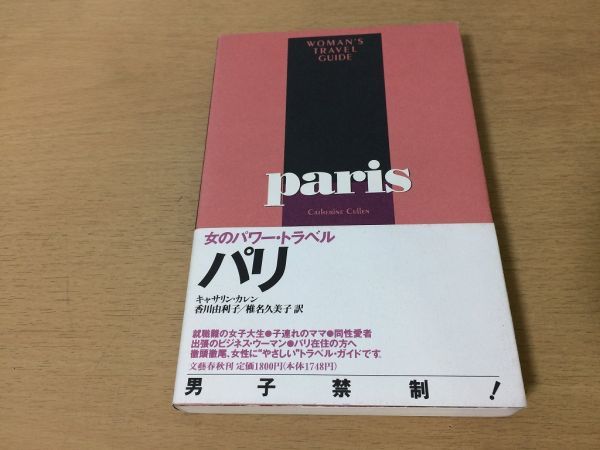 WOMAN'S
TRAVEL
GUIDE
paris
Catherine Cullen
女のパワー・トラベル
パリ
キャサリン・カレン
香川由利子/椎名久美子 訳
就職難の女子大生●子連れのママ●同性愛者
出張のビジネス・ウーマン●パリ在住の方へ
徹頭徹尾、女性に“やさしい”トラベル・ガイドです。
文藝春秋刊 定価1800円(本体1748円)
男子禁制!